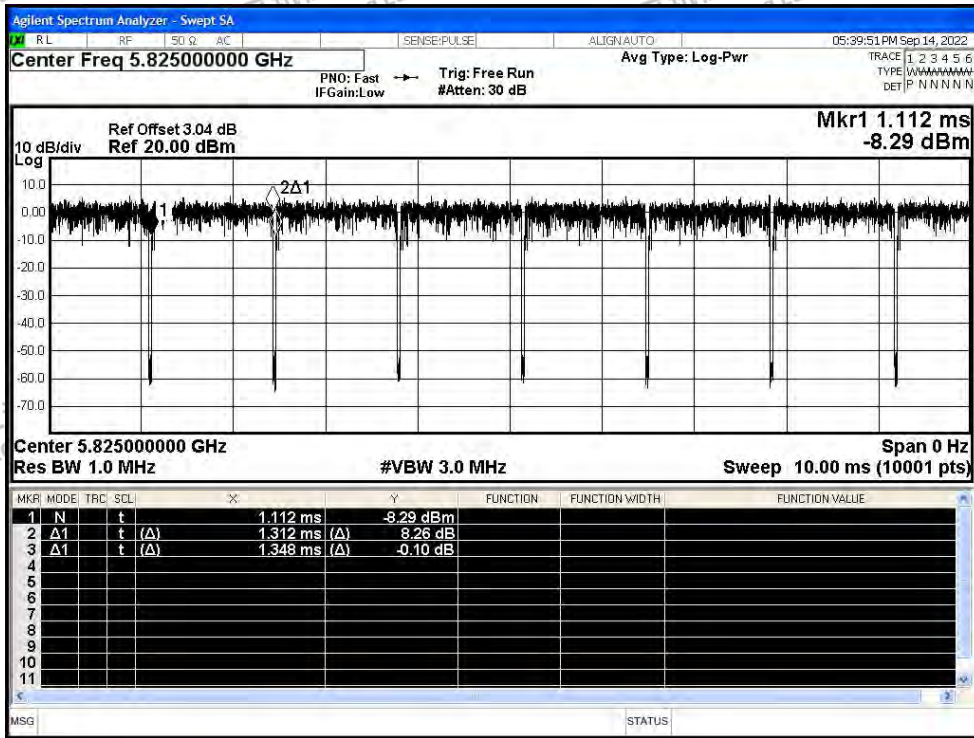 Agilent Spectrum Analyzer - Swept SA
RL RF 50 Ω AC SENSE:PULSE ALIGN AUTO 05:39:51 PM Sep 14, 2022
Center Freq 5.825000000 GHz
PNO: Fast
IFGain:Low
Trig: Free Run
#Atten: 30 dB
Avg Type: Log-Pwr
TRACE 1 2 3 4 5 6
TYPE WWWWWW
DET P N N N N N
Mkr1 1.112 ms
-8.29 dBm
Ref Offset 3.04 dB
10 dB/div Ref 20.00 dBm
Log
10.0
0.00
-10.0
-20.0
-30.0
-40.0
-50.0
-60.0
-70.0
1
2Δ1
Center 5.825000000 GHz Span 0 Hz
Res BW 1.0 MHz #VBW 3.0 MHz Sweep 10.00 ms (10001 pts)
MKR MODE TRC SCL X Y FUNCTION FUNCTION WIDTH FUNCTION VALUE
1 N t 1.112 ms -8.29 dBm
2 Δ1 t (Δ) 1.312 ms (Δ) 8.26 dB
3 Δ1 t (Δ) 1.348 ms (Δ) -0.10 dB
4
5
6
7
8
9
10
11
MSG STATUS